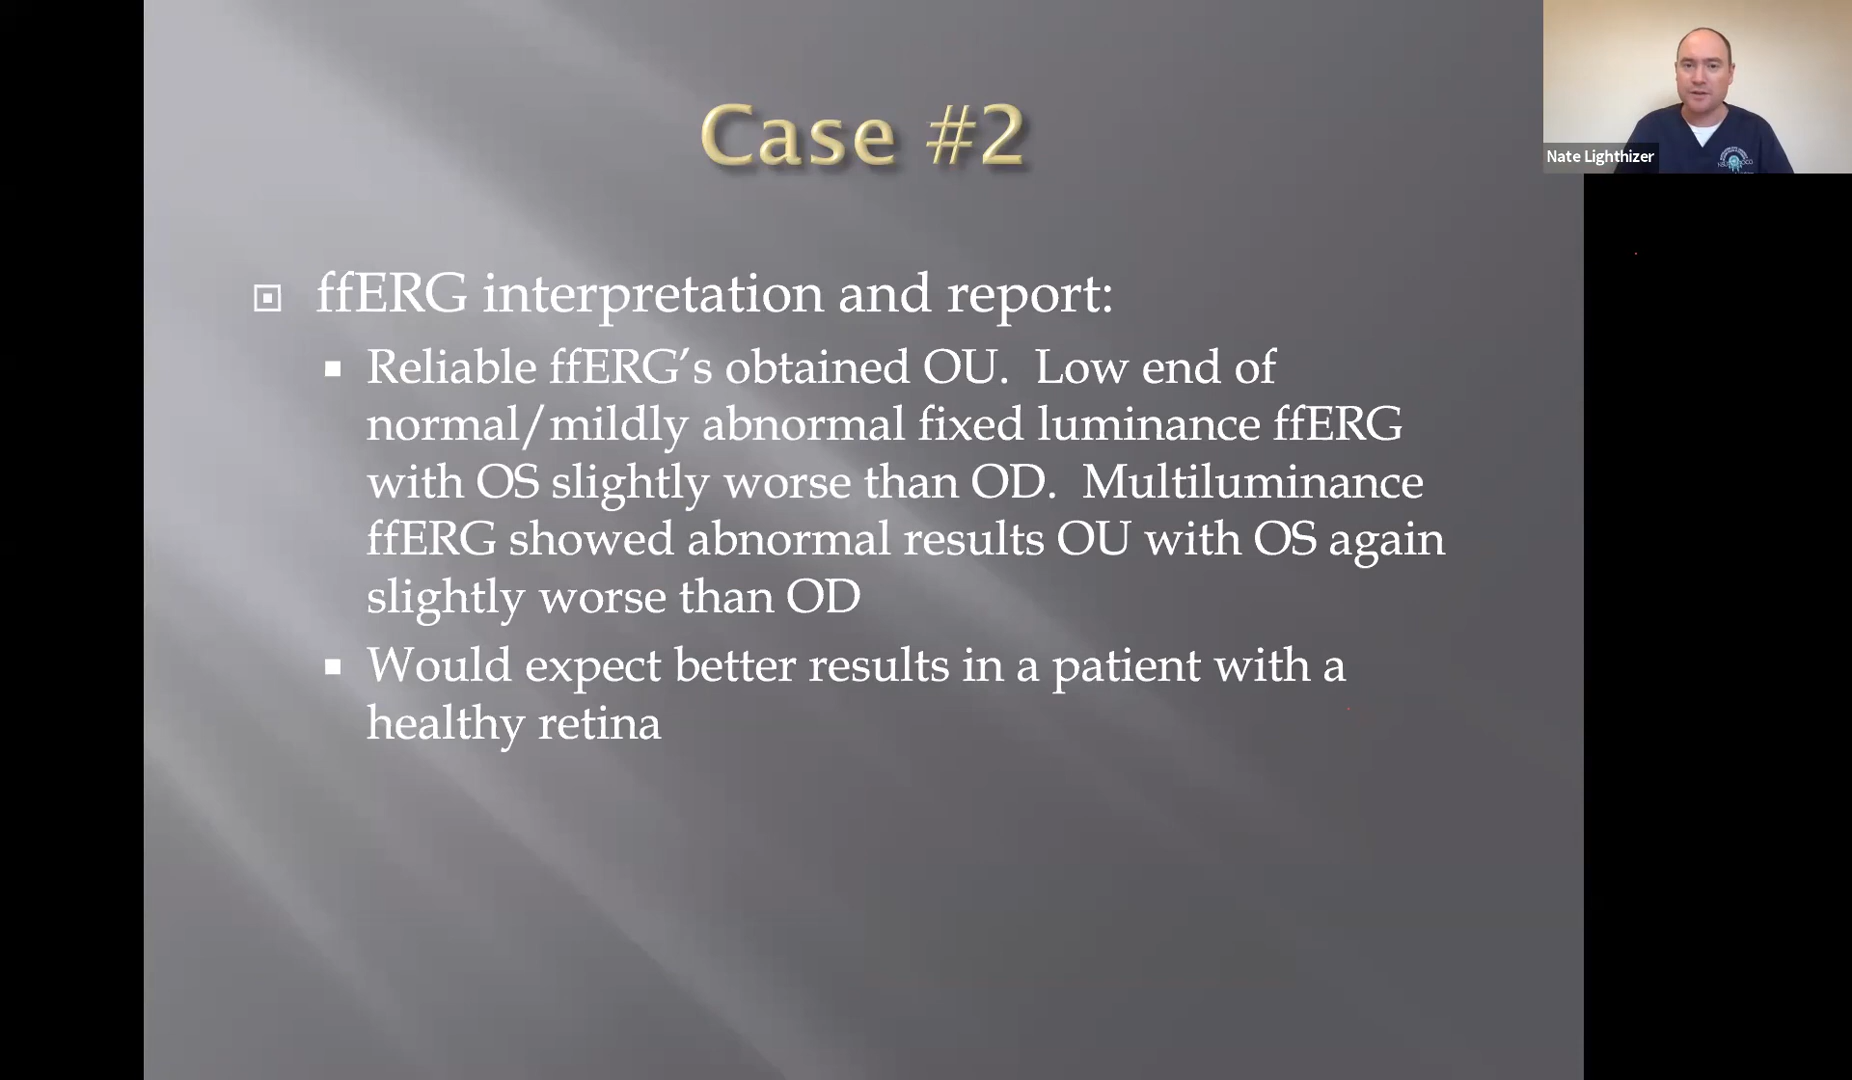 Case #2
Nate Lighthizer
ffERG interpretation and report:
Reliable ffERG’s obtained OU.  Low end of
normal/mildly abnormal fixed luminance ffERG
with OS slightly worse than OD.  Multiluminance
ffERG showed abnormal results OU with OS again
slightly worse than OD
Would expect better results in a patient with a
healthy retina